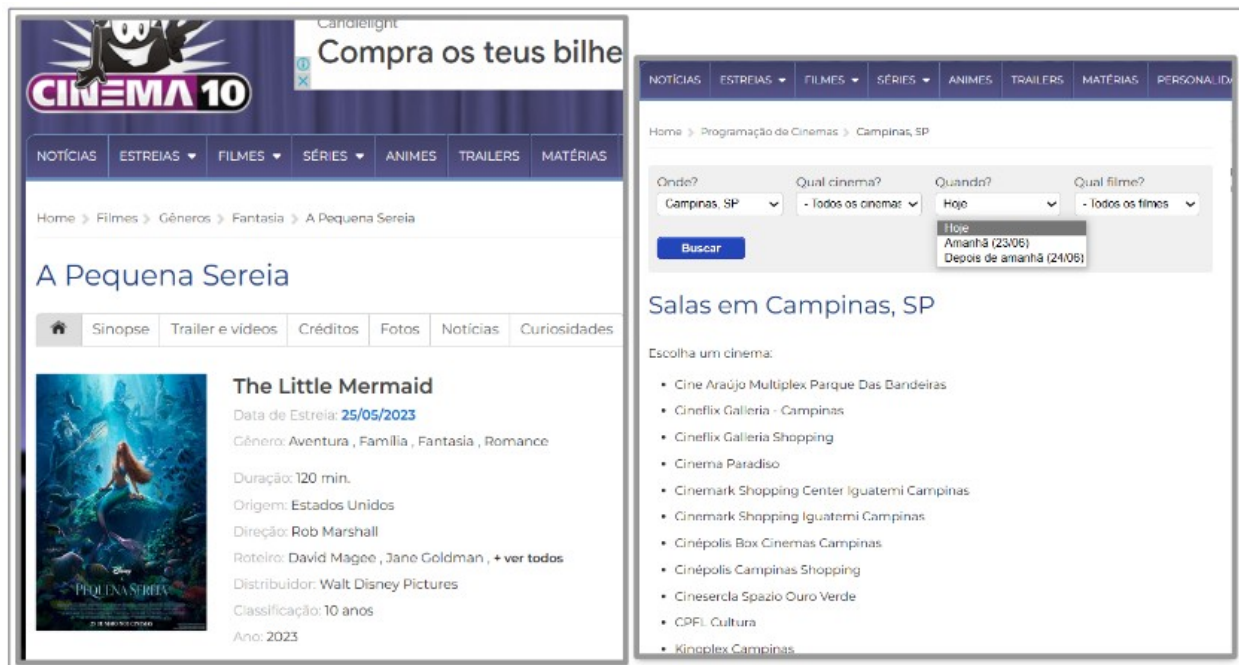 Candlelight
Compra os teus bilhe
CINEMA 10
NOTÍCIAS ESTREIAS FILMES SÉRIES ANIMES TRAILERS MATÉRIAS
Home > Filmes > Gêneros > Fantasia > A Pequena Sereia
A Pequena Sereia
Sinopse Trailer e vídeos Créditos Fotos Notícias Curiosidades
The Little Mermaid
Data de Estreia: 25/05/2023
Gênero: Aventura , Família , Fantasia , Romance
Duração: 120 min.
Origem: Estados Unidos
Direção: Rob Marshall
Roteiro: David Magee , Jane Goldman , + ver todos
Distribuidor: Walt Disney Pictures
Classificação: 10 anos
Ano: 2023
Disney
A
PEQUENA SEREIA
NOTÍCIAS ESTREIAS FILMES SÉRIES ANIMES TRAILERS MATÉRIAS PERSONALIDA
Home > Programação de Cinemas > Campinas, SP
Onde? Qual cinema? Quando? Qual filme?
Campinas, SP - Todos os cinemas Hoje - Todos os filmes
Hoje
Amanhã (23/06)
Depois de amanhã (24/06)
Buscar
Salas em Campinas, SP
Escolha um cinema:
• Cine Araújo Multiplex Parque Das Bandeiras
• Cineflix Galleria - Campinas
• Cineflix Galleria Shopping
• Cinema Paradiso
• Cinemark Shopping Center Iguatemi Campinas
• Cinemark Shopping Iguatemi Campinas
• Cinépolis Box Cinemas Campinas
• Cinépolis Campinas Shopping
• Cinesercla Spazio Ouro Verde
• CPFL Cultura
• Kinoplex Campinas